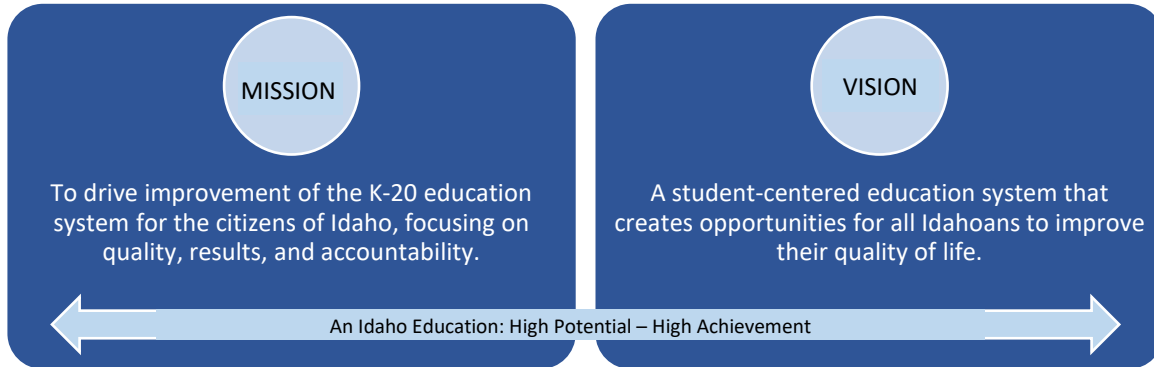 MISSION
To drive improvement of the K-20 education
system for the citizens of Idaho, focusing on
quality, results, and accountability.
VISION
A student-centered education system that
creates opportunities for all Idahoans to improve
their quality of life.
An Idaho Education: High Potential – High Achievement